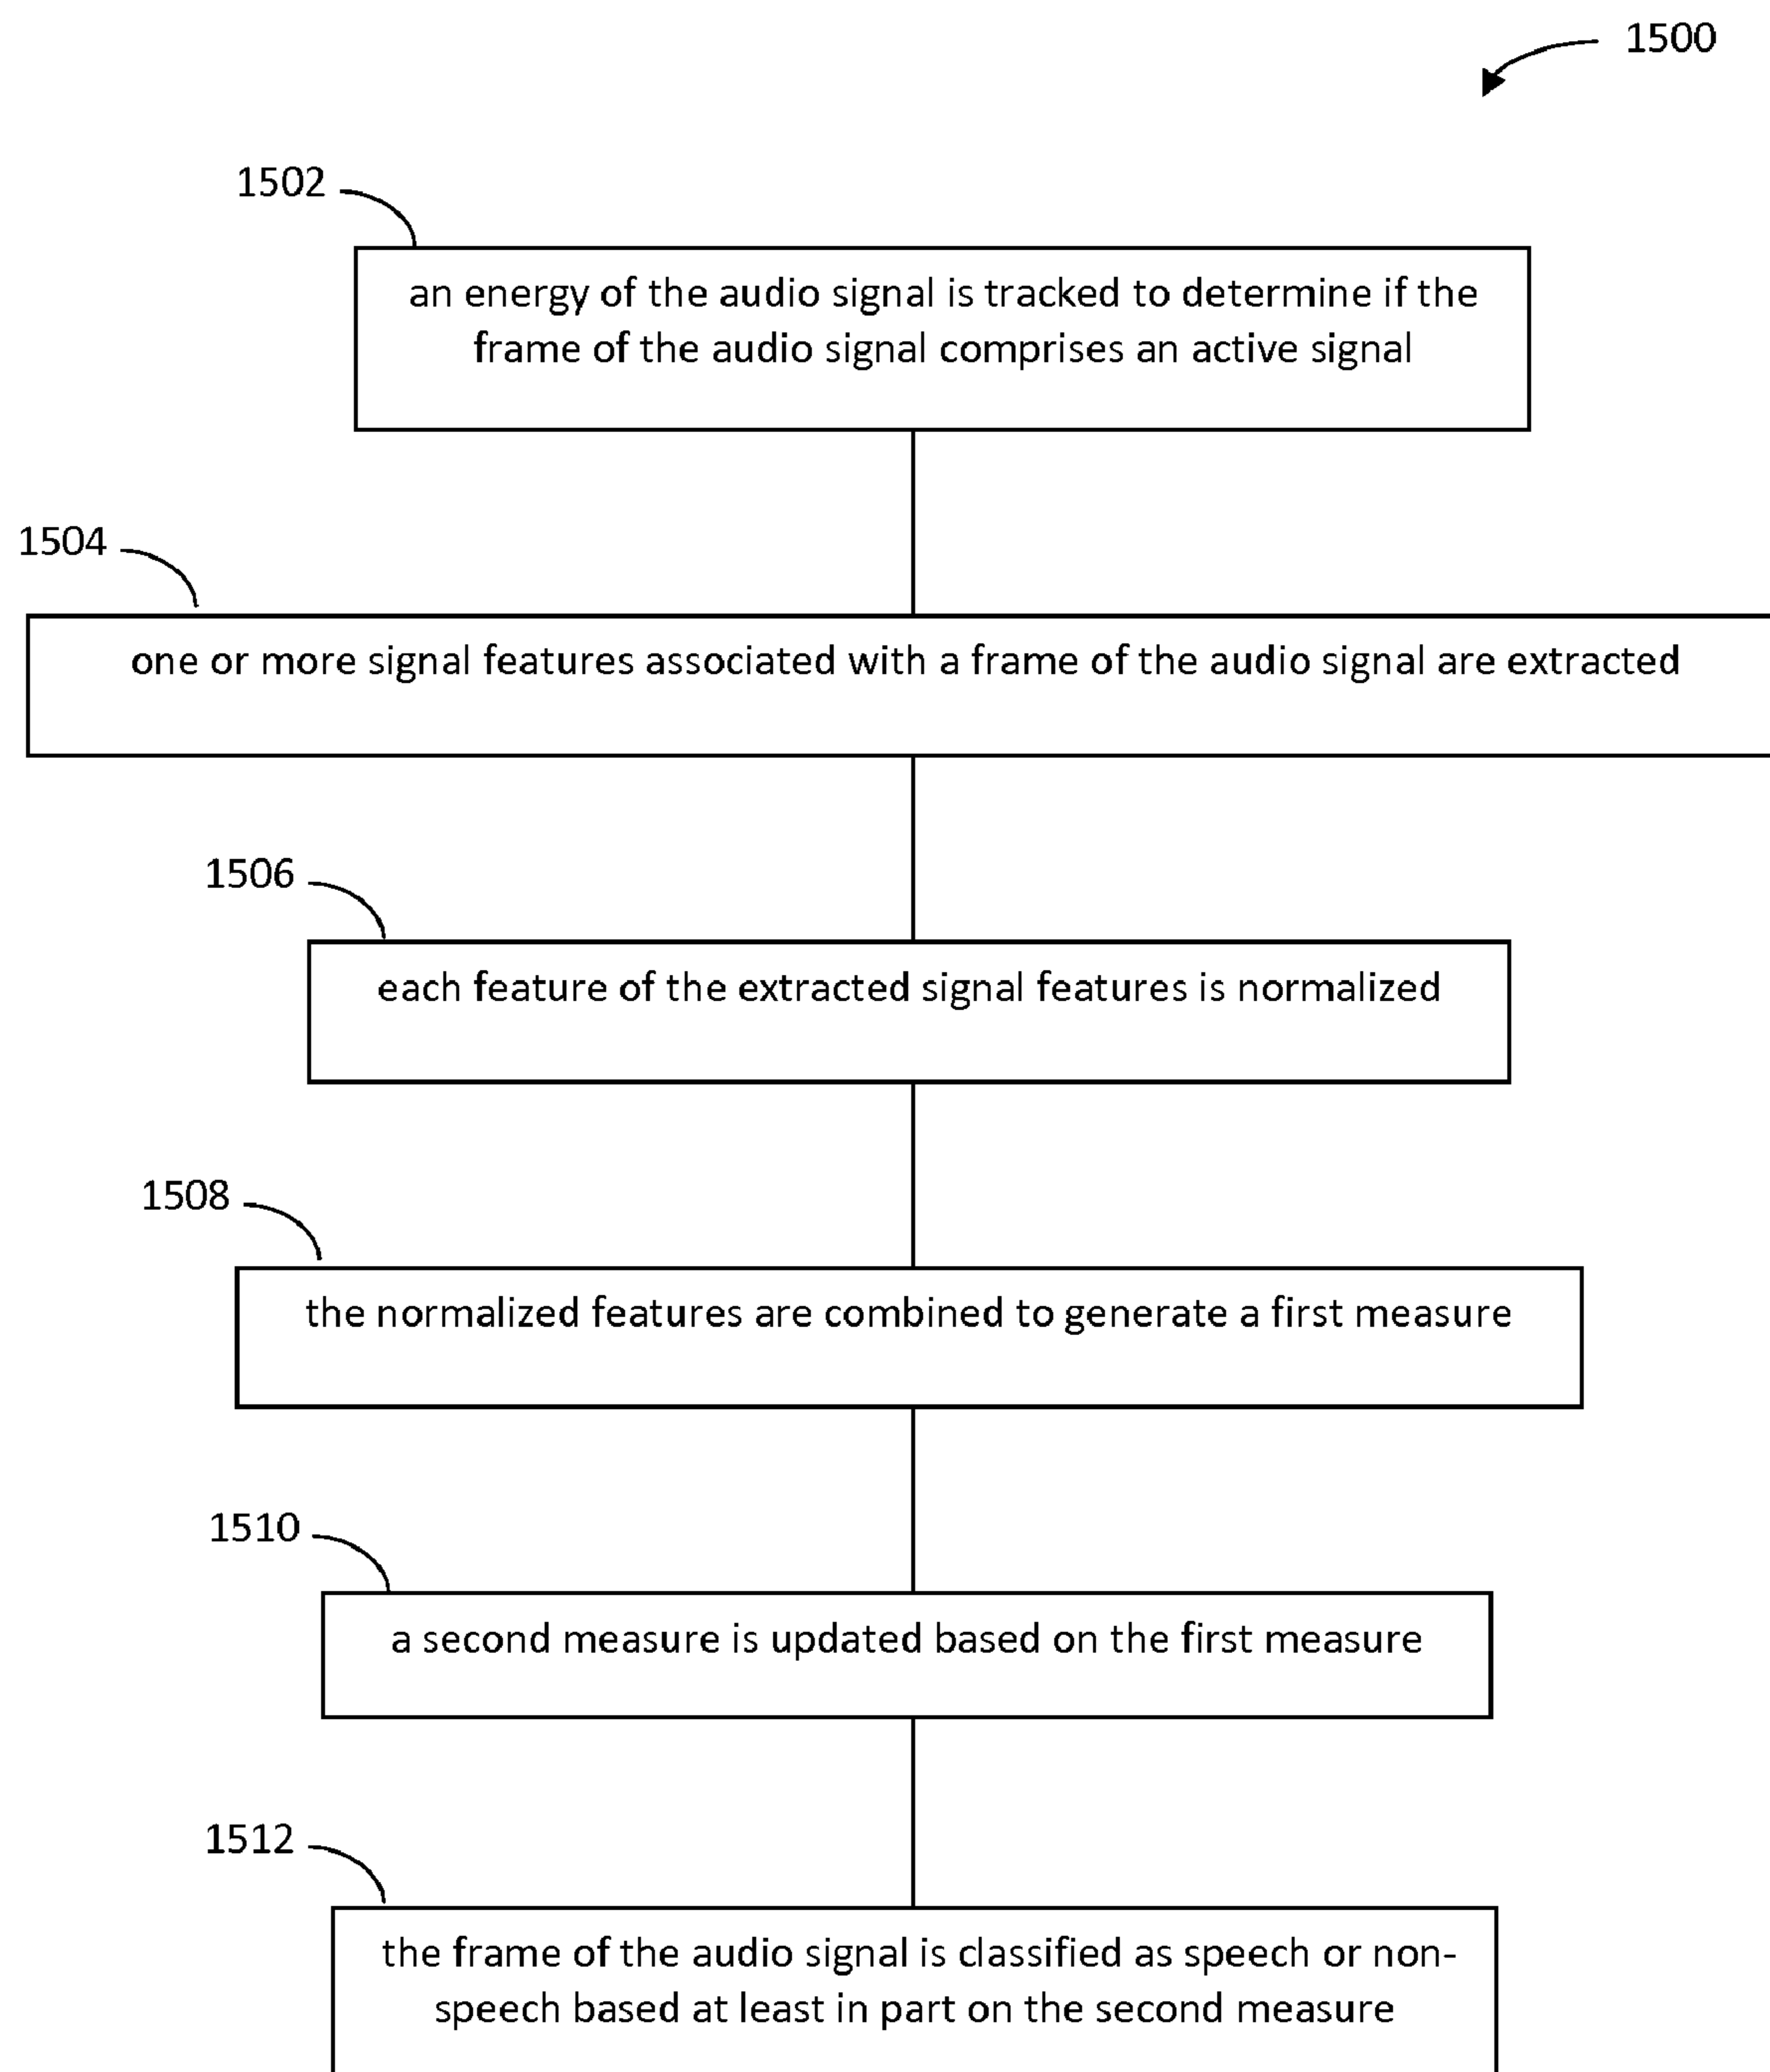 1500
1502
an energy of the audio signal is tracked to determine if the
frame of the audio signal comprises an active signal
1504
one or more signal features associated with a frame of the audio signal are extracted
1506
each feature of the extracted signal features is normalized
1508
the normalized features are combined to generate a first measure
1510
a second measure is updated based on the first measure
1512
the frame of the audio signal is classified as speech or non-
speech based at least in part on the second measure